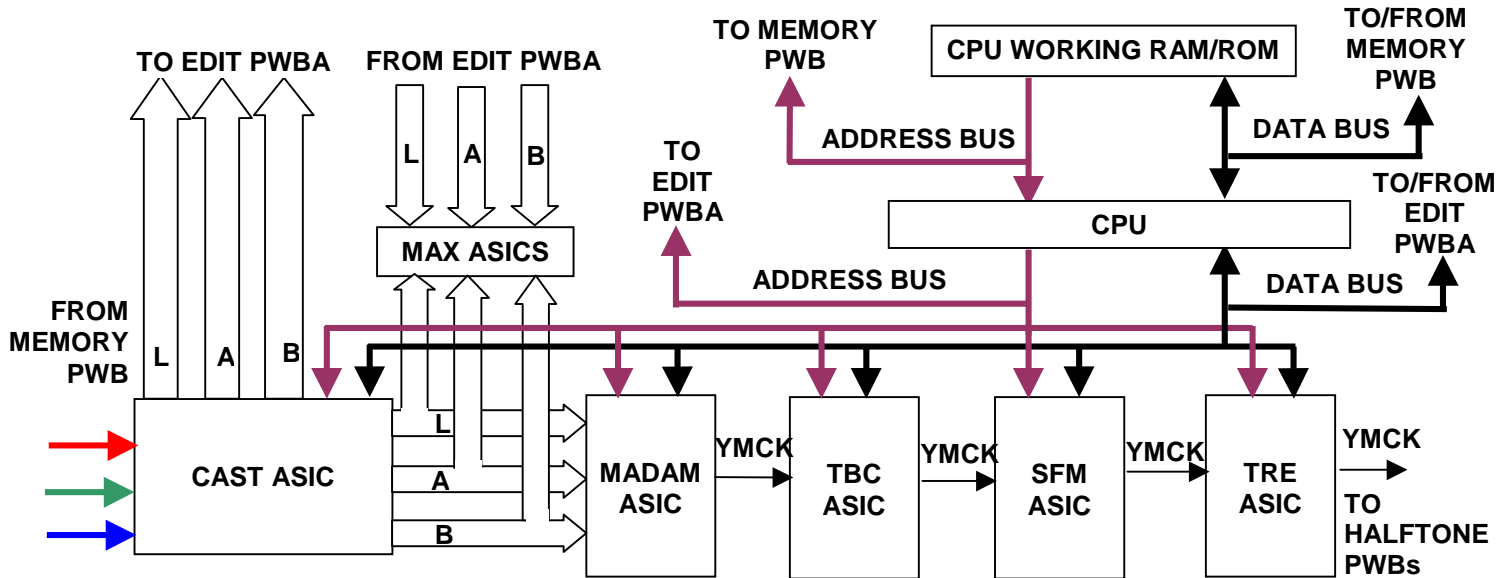 TO EDIT PWBA
FROM EDIT PWBA
TO MEMORY
PWB
CPU WORKING RAM/ROM
TO/FROM
MEMORY
PWB
ADDRESS BUS
DATA BUS
L
A
B
TO
EDIT
PWBA
CPU
TO/FROM
EDIT
PWBA
MAX ASICS
ADDRESS BUS
DATA BUS
FROM
MEMORY
PWB
L
A
B
CAST ASIC
L
A
B
MADAM
ASIC
YMCK
TBC
ASIC
YMCK
SFM
ASIC
YMCK
TRE
ASIC
YMCK
TO
HALFTONE
PWBs